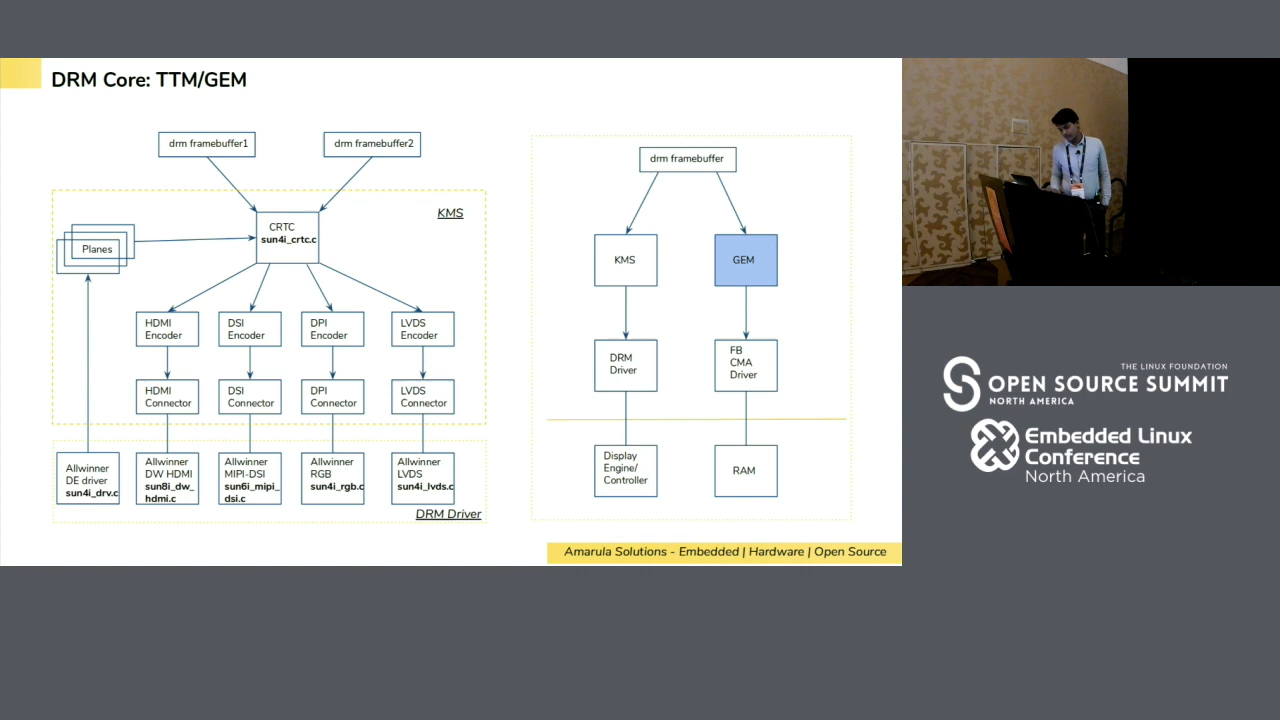 DRM Core: TTM/GEM
drm framebuffer1
drm framebuffer2
KMS
CRTC
sun4i_crtc.c
Planes
HDMI
Encoder
DSI
Encoder
DPI
Encoder
LVDS
Encoder
HDMI
Connector
DSI
Connector
DPI
Connector
LVDS
Connector
Allwinner
DE driver
sun4i_drv.c
Allwinner
DW HDMI
sun8i_dw_
hdmi.c
Allwinner
MIPI-DSI
sun6i_mipi_
dsi.c
Allwinner
RGB
sun4i_rgb.c
Allwinner
LVDS
sun4i_lvds.c
DRM Driver
drm framebuffer
KMS
GEM
DRM
Driver
FB
CMA
Driver
Display
Engine/
Controller
RAM
Amarula Solutions - Embedded | Hardware | Open Source
THE LINUX FOUNDATION
OPEN SOURCE SUMMIT
NORTH AMERICA
Embedded Linux
Conference
North America